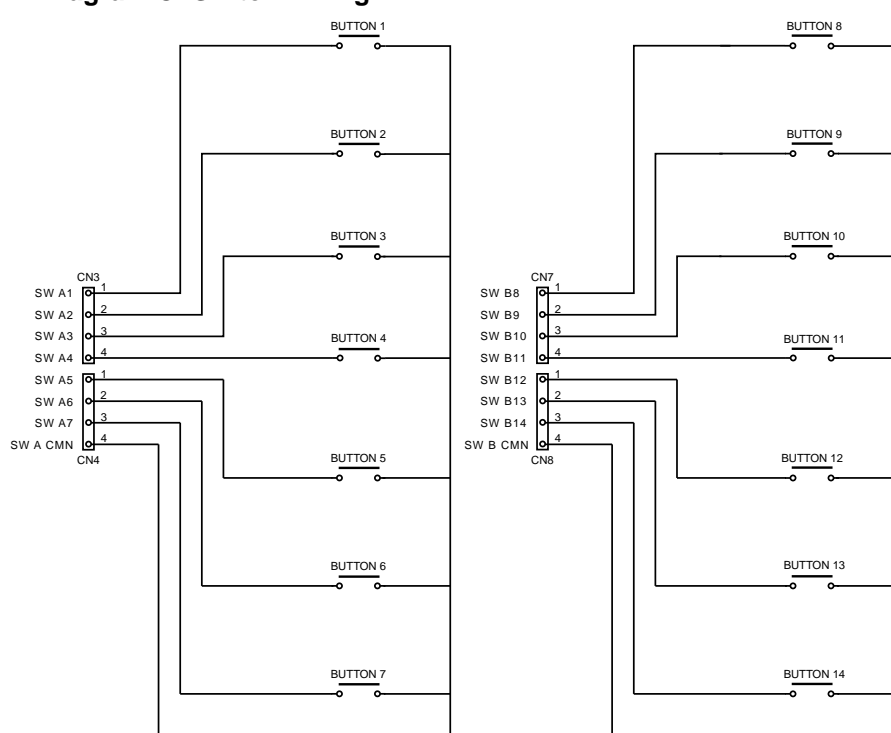 BUTTON 1
BUTTON 2
BUTTON 3
CN3
SW A1 1
SW A2 2
SW A3 3
SW A4 4
BUTTON 4
SW A5 1
SW A6 2
SW A7 3
SW A CMN 4
CN4
BUTTON 5
BUTTON 6
BUTTON 7
BUTTON 8
BUTTON 9
BUTTON 10
CN7
SW B8 1
SW B9 2
SW B10 3
SW B11 4
BUTTON 11
SW B12 1
SW B13 2
SW B14 3
SW B CMN 4
CN8
BUTTON 12
BUTTON 13
BUTTON 14